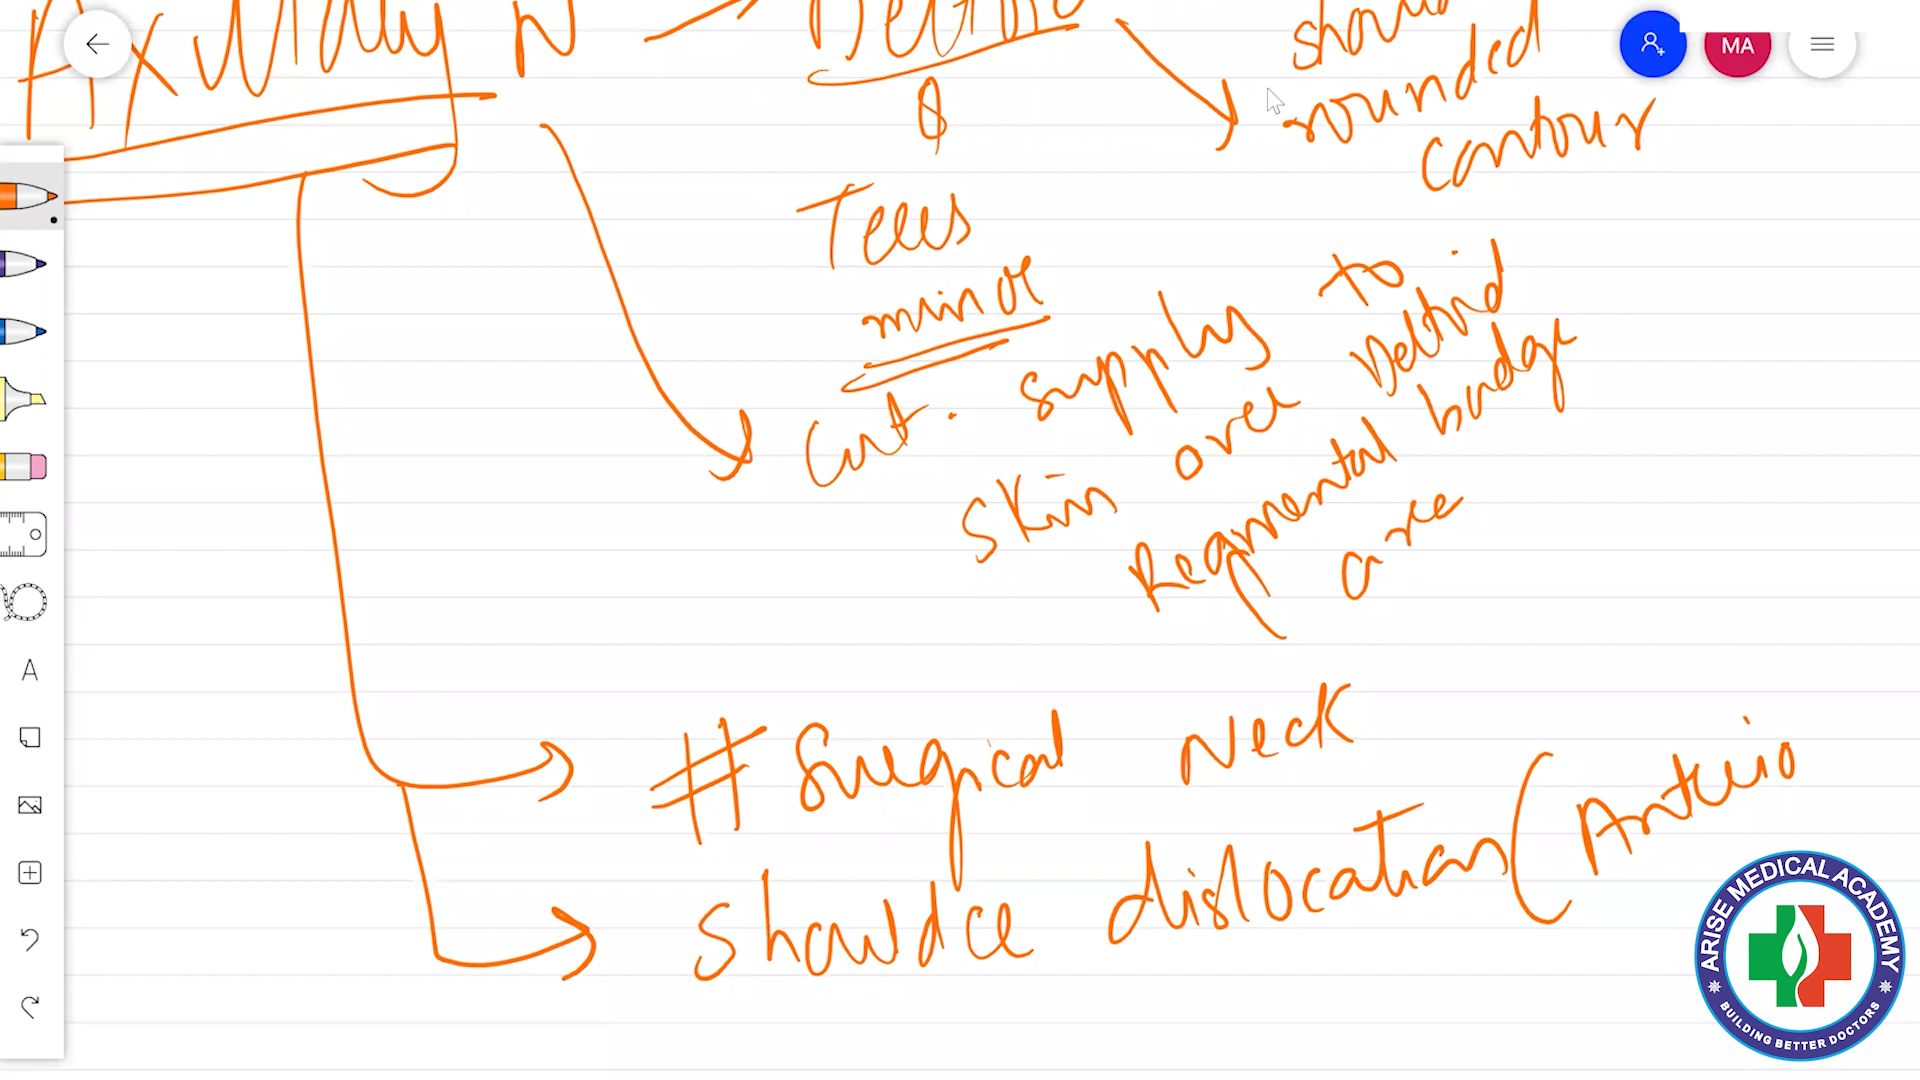 Axillary N → Deltoid
shou
rounded
contour
&
Teres
minor
Cut. supply to
skin over Deltoid
Regimental badge
area
# Surgical Neck
Shoulder dislocation (Anterio
MA
A
ARISE MEDICAL ACADEMY
BUILDING BETTER DOCTORS